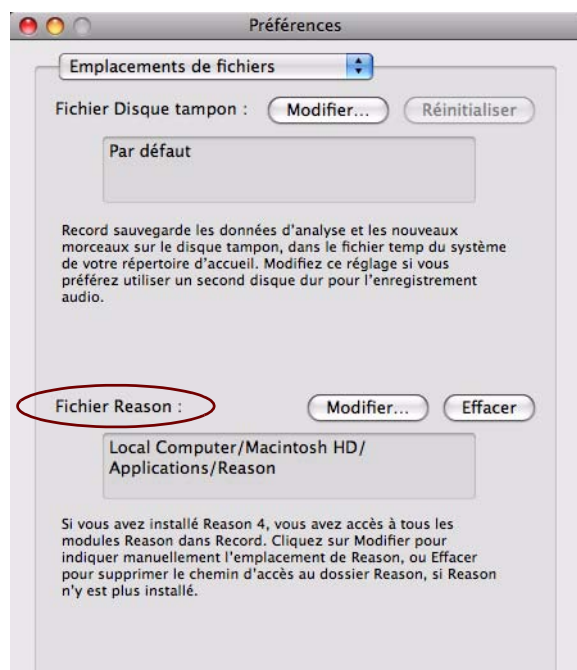 Préférences
Emplacements de fichiers
Fichier Disque tampon : Modifier... Réinitialiser
Par défaut
Record sauvegarde les données d'analyse et les nouveaux
morceaux sur le disque tampon, dans le fichier temp du système
de votre répertoire d'accueil. Modifiez ce réglage si vous
préférez utiliser un second disque dur pour l'enregistrement
audio.
Fichier Reason : Modifier... Effacer
Local Computer/Macintosh HD/
Applications/Reason
Si vous avez installé Reason 4, vous avez accès à tous les
modules Reason dans Record. Cliquez sur Modifier pour
indiquer manuellement l'emplacement de Reason, ou Effacer
pour supprimer le chemin d'accès au dossier Reason, si Reason
n'y est plus installé.